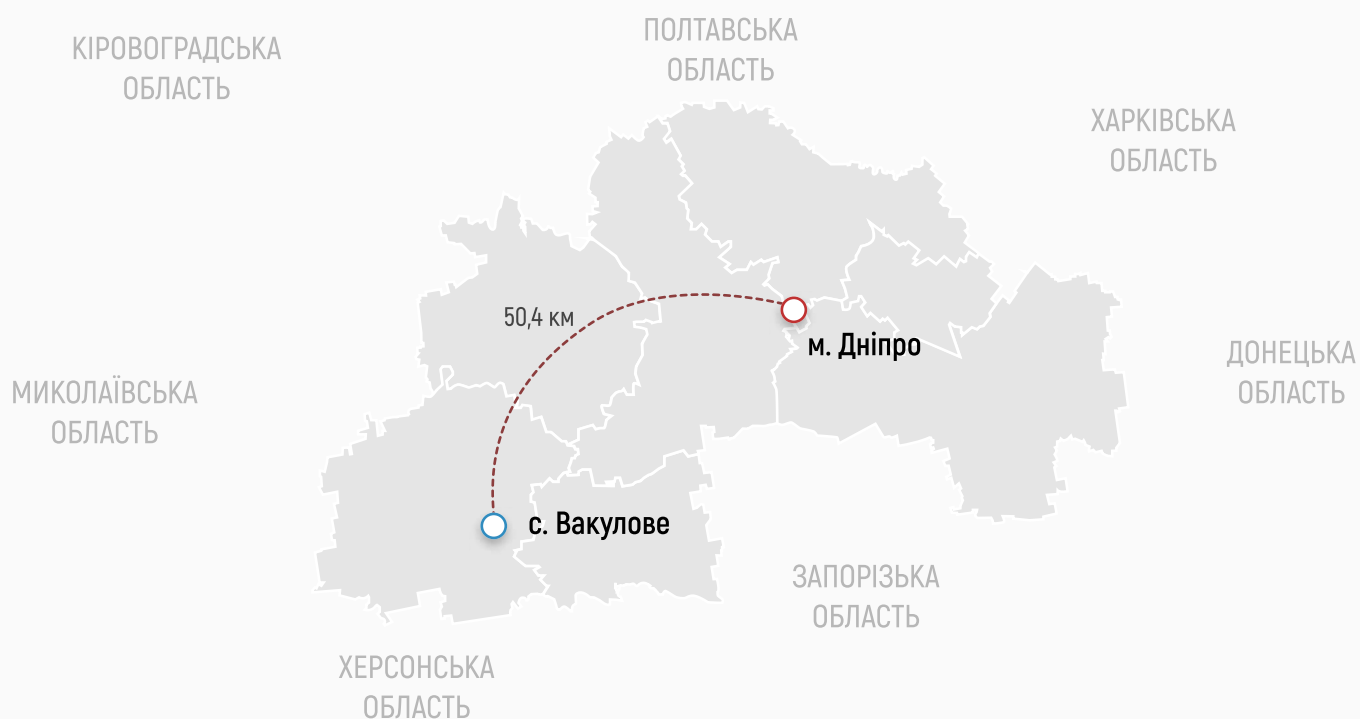 ПОЛТАВСЬКА
ОБЛАСТЬ
КІРОВОГРАДСЬКА
ОБЛАСТЬ
ХАРКІВСЬКА
ОБЛАСТЬ
50,4 км
м. Дніпро
ДОНЕЦЬКА
ОБЛАСТЬ
МИКОЛАЇВСЬКА
ОБЛАСТЬ
с. Вакулове
ЗАПОРІЗЬКА
ОБЛАСТЬ
ХЕРСОНСЬКА
ОБЛАСТЬ